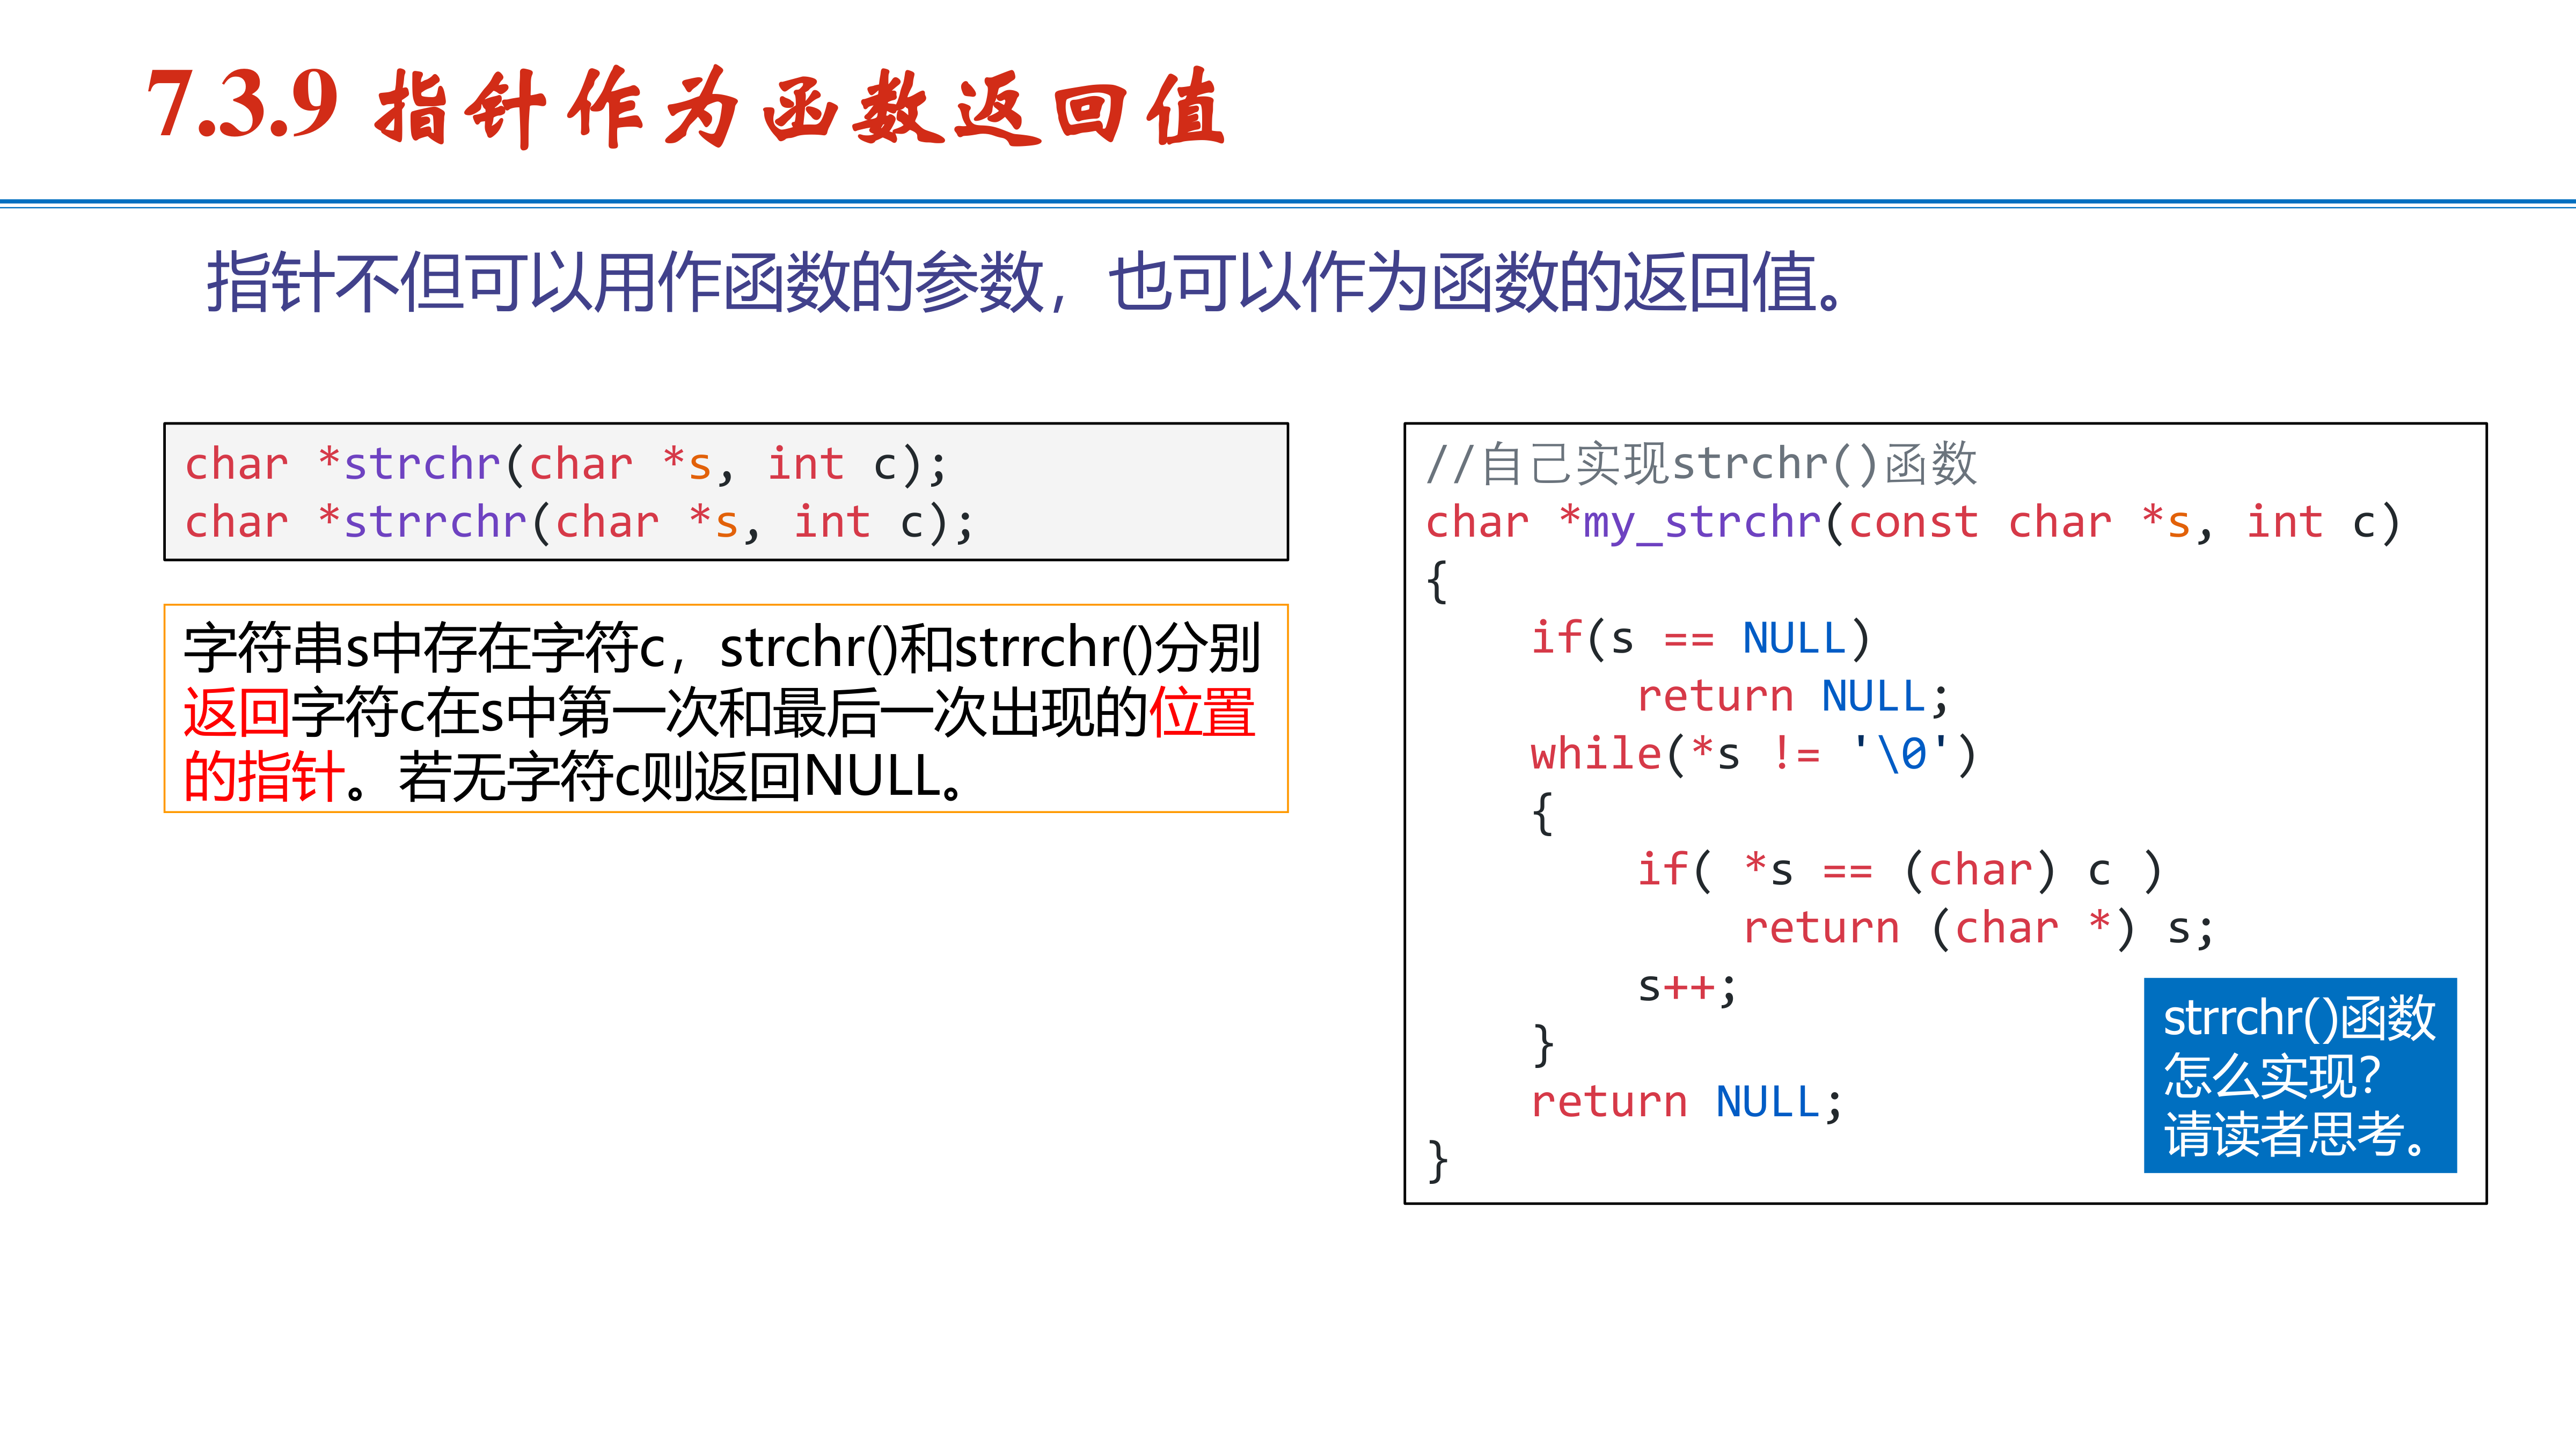 7.3.9 指针作为函数返回值
指针不但可以用作函数的参数，也可以作为函数的返回值。
char *strchr(char *s, int c);
char *strrchr(char *s, int c);
字符串s中存在字符c，strchr()和strrchr()分别
返回字符c在s中第一次和最后一次出现的位置
的指针。若无字符c则返回NULL。
//自己实现strchr()函数
char *my_strchr(const char *s, int c)
{
    if(s == NULL)
        return NULL;
    while(*s != '\0')
    {
        if( *s == (char) c )
            return (char *) s;
        s++;
    }
    return NULL;
}
strrchr()函数
怎么实现？
请读者思考。